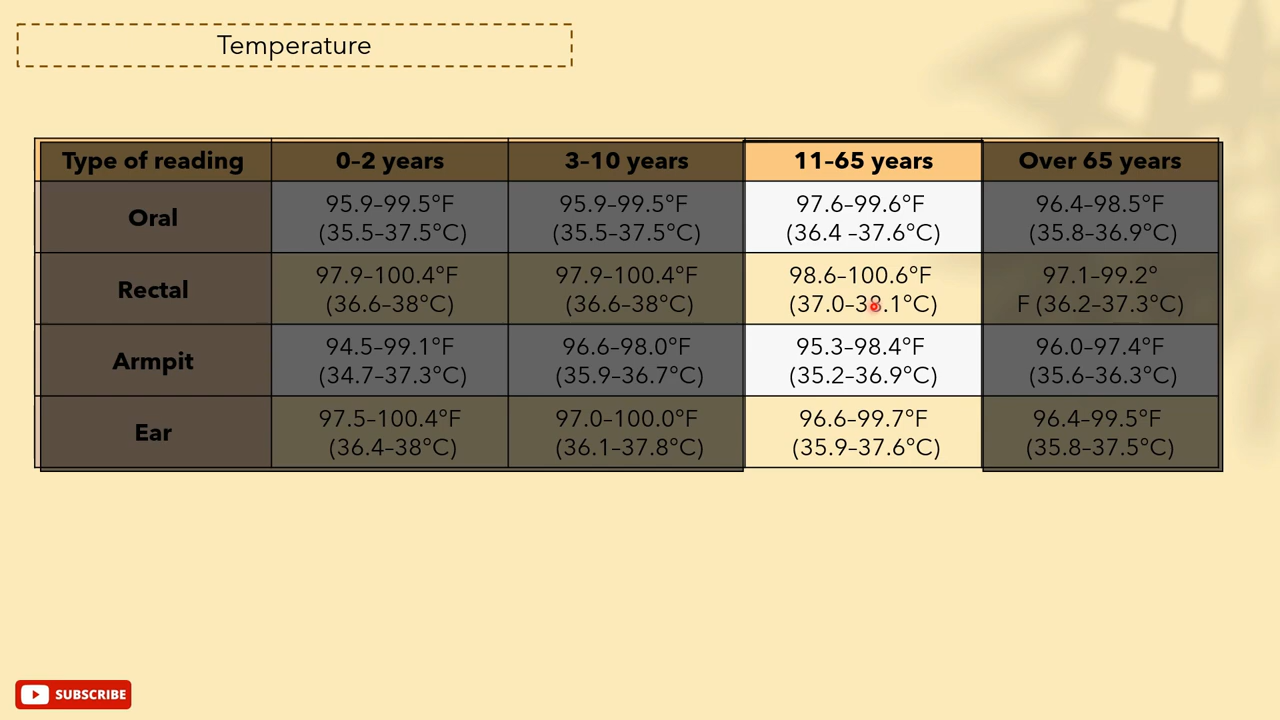 Temperature
Type of reading 0–2 years 3–10 years 11–65 years Over 65 years
Oral
95.9–99.5°F
(35.5–37.5°C)
95.9–99.5°F
(35.5–37.5°C)
97.6–99.6°F
(36.4 –37.6°C)
96.4–98.5°F
(35.8–36.9°C)
Rectal
97.9–100.4°F
(36.6–38°C)
97.9–100.4°F
(36.6–38°C)
98.6–100.6°F
(37.0–38.1°C)
97.1–99.2°
F (36.2–37.3°C)
Armpit
94.5–99.1°F
(34.7–37.3°C)
96.6–98.0°F
(35.9–36.7°C)
95.3–98.4°F
(35.2–36.9°C)
96.0–97.4°F
(35.6–36.3°C)
Ear
97.5–100.4°F
(36.4–38°C)
97.0–100.0°F
(36.1–37.8°C)
96.6–99.7°F
(35.9–37.6°C)
96.4–99.5°F
(35.8–37.5°C)
SUBSCRIBE